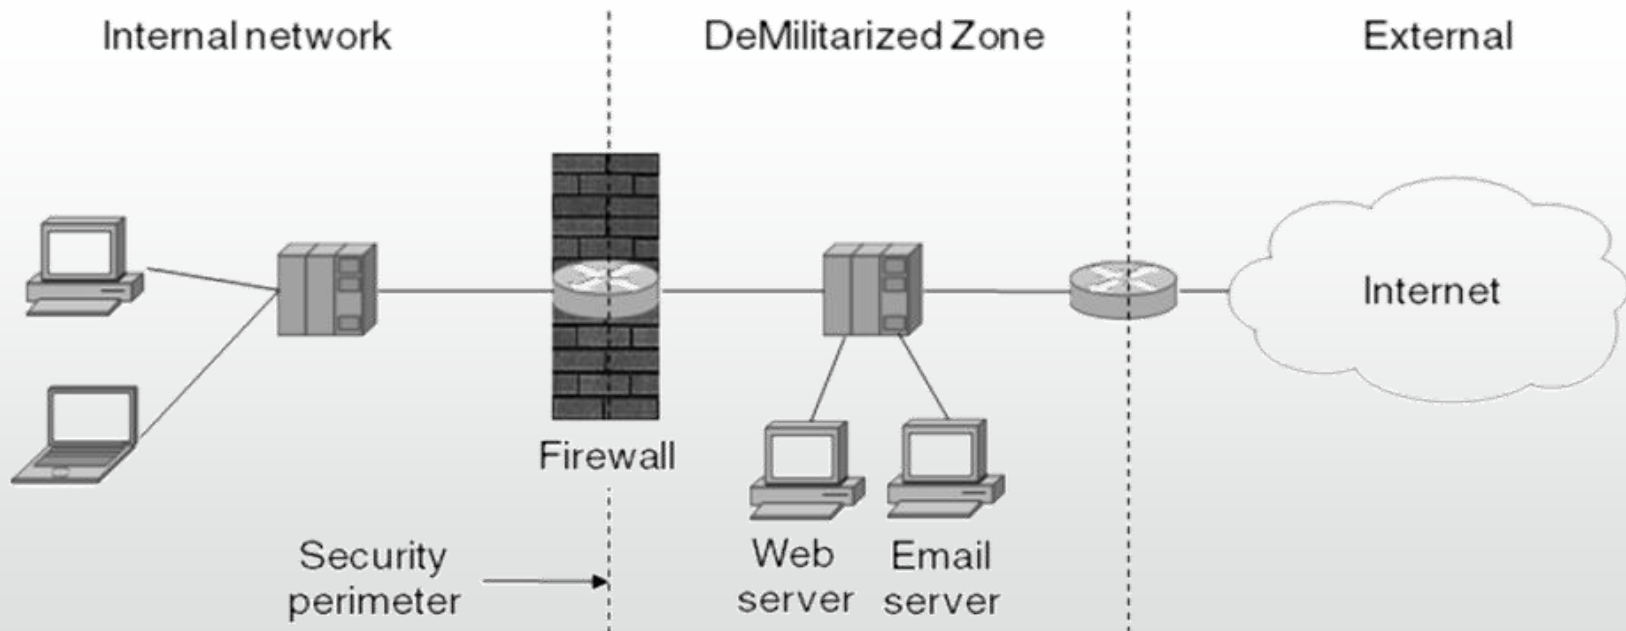 Internal network
DeMilitarized Zone
External
Internet
Firewall
Security
perimeter
Web
server
Email
server